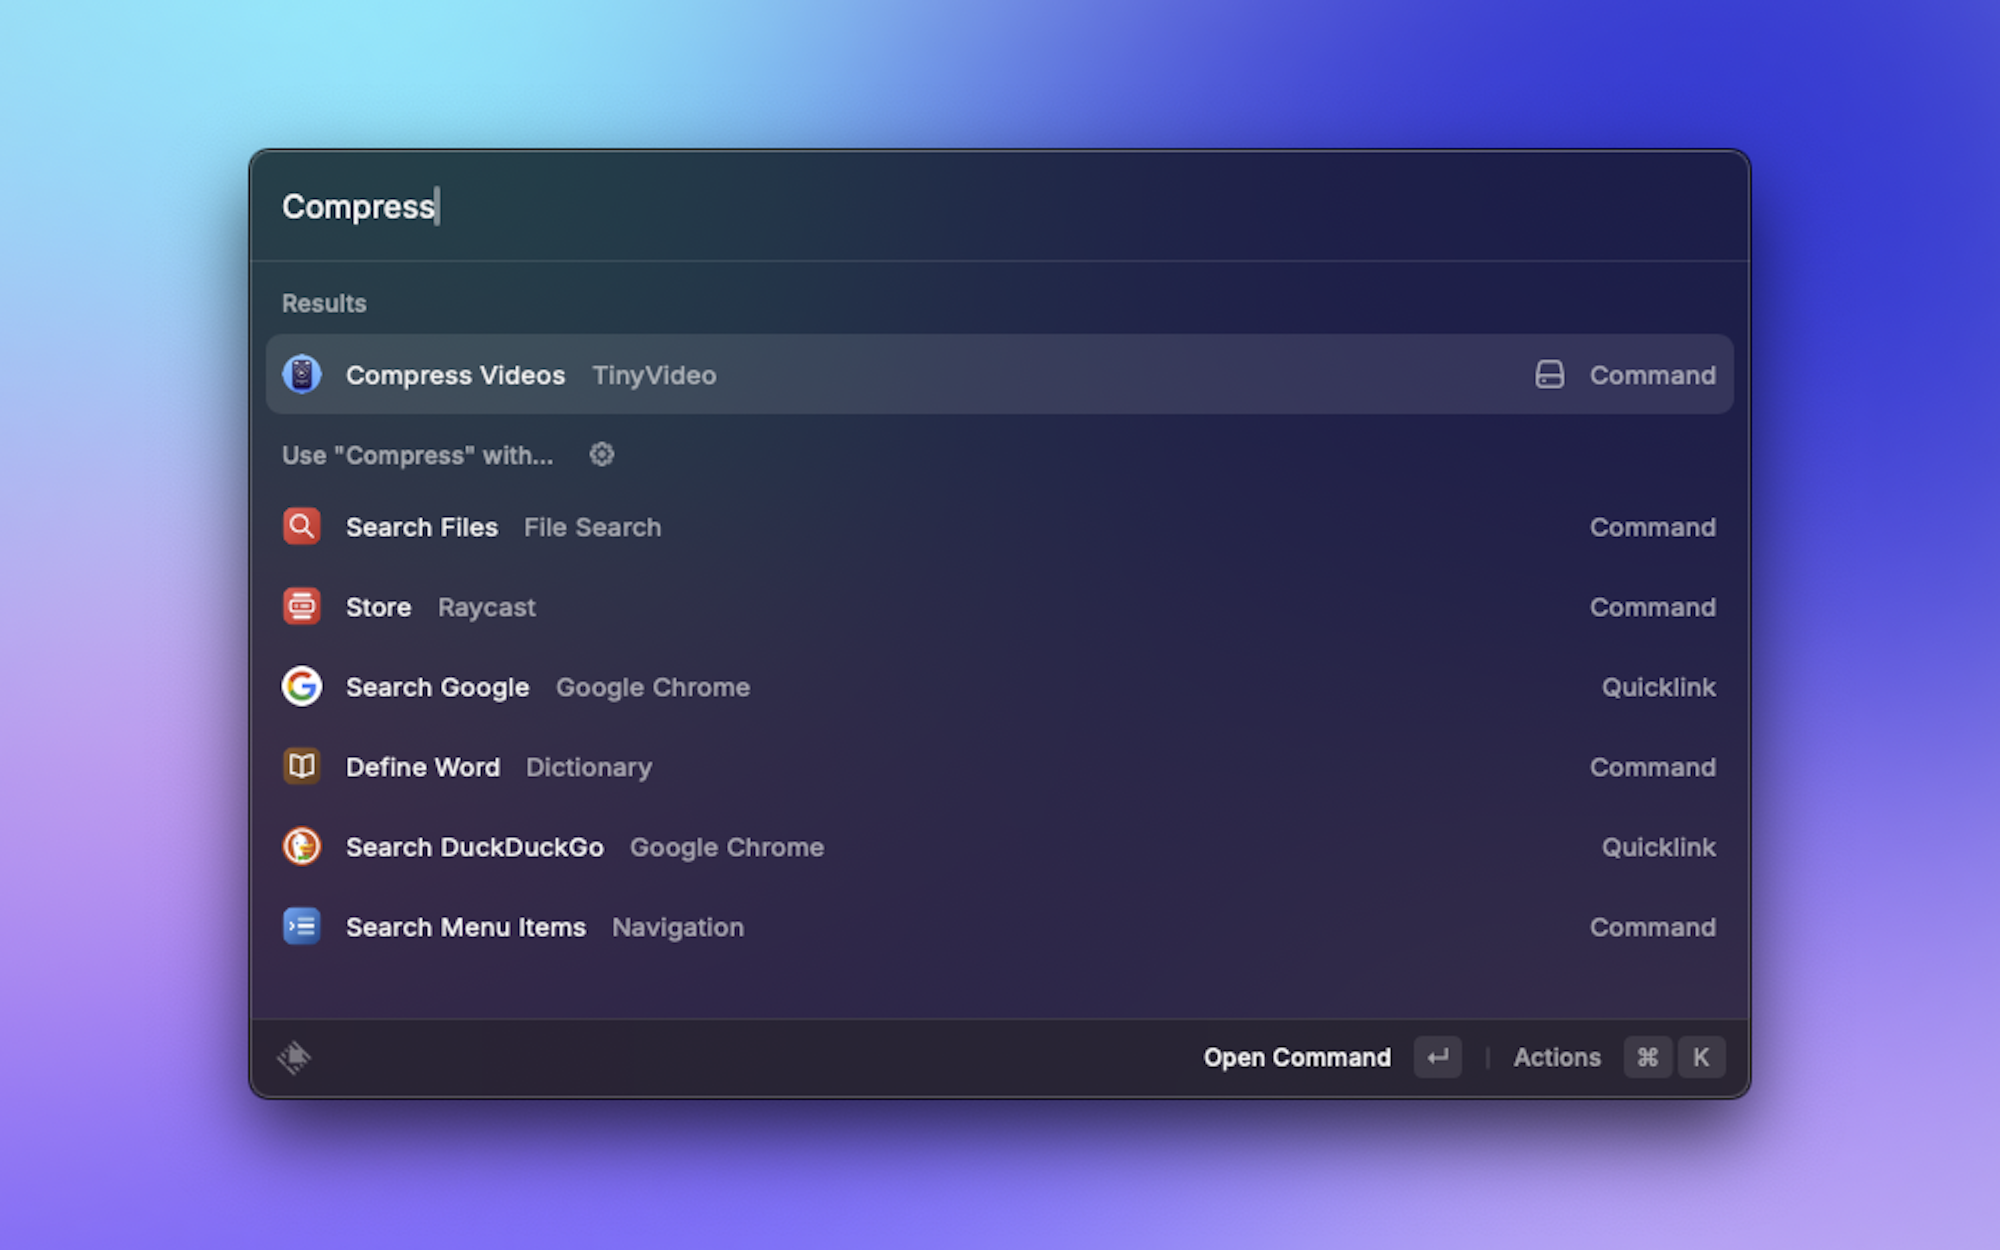 Compress
Results
Compress Videos TinyVideo Command
Use "Compress" with...
Search Files File Search Command
Store Raycast Command
Search Google Google Chrome Quicklink
Define Word Dictionary Command
Search DuckDuckGo Google Chrome Quicklink
Search Menu Items Navigation Command
Open Command ↵ Actions ⌘ K